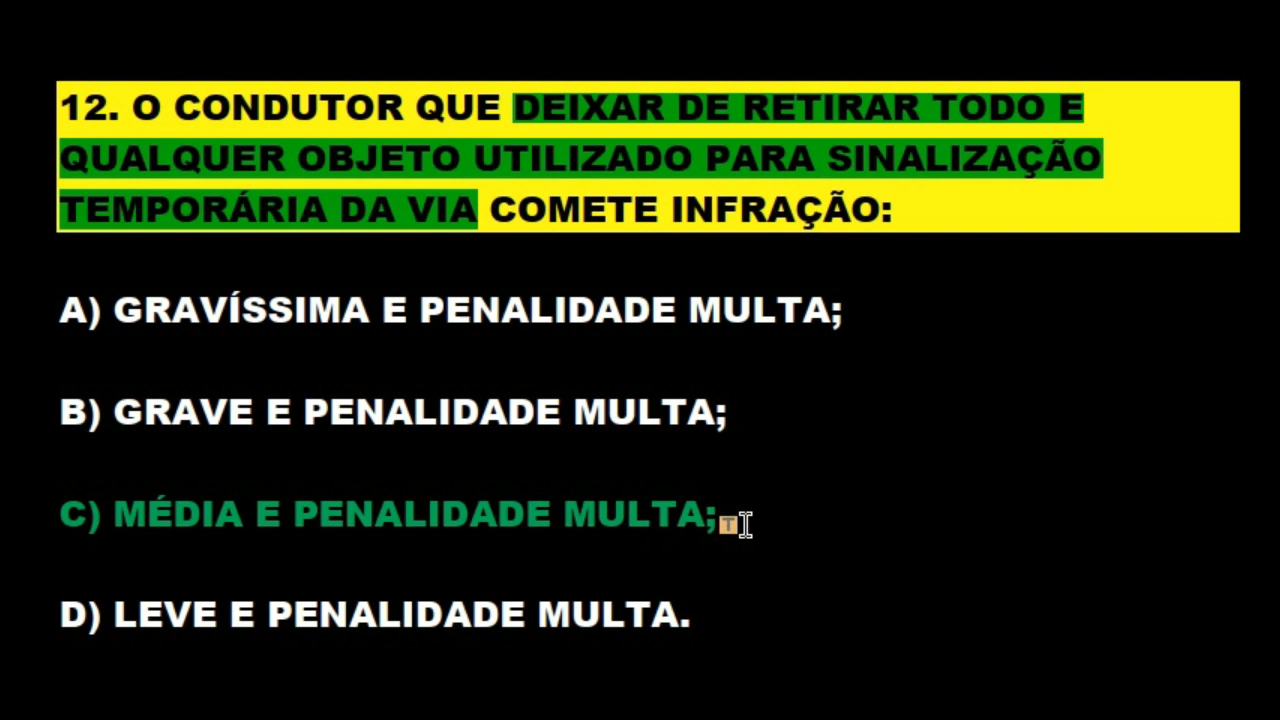 12. O CONDUTOR QUE DEIXAR DE RETIRAR TODO E
QUALQUER OBJETO UTILIZADO PARA SINALIZAÇÃO
TEMPORÁRIA DA VIA COMETE INFRAÇÃO:
A) GRAVÍSSIMA E PENALIDADE MULTA;
B) GRAVE E PENALIDADE MULTA;
C) MÉDIA E PENALIDADE MULTA;
D) LEVE E PENALIDADE MULTA.